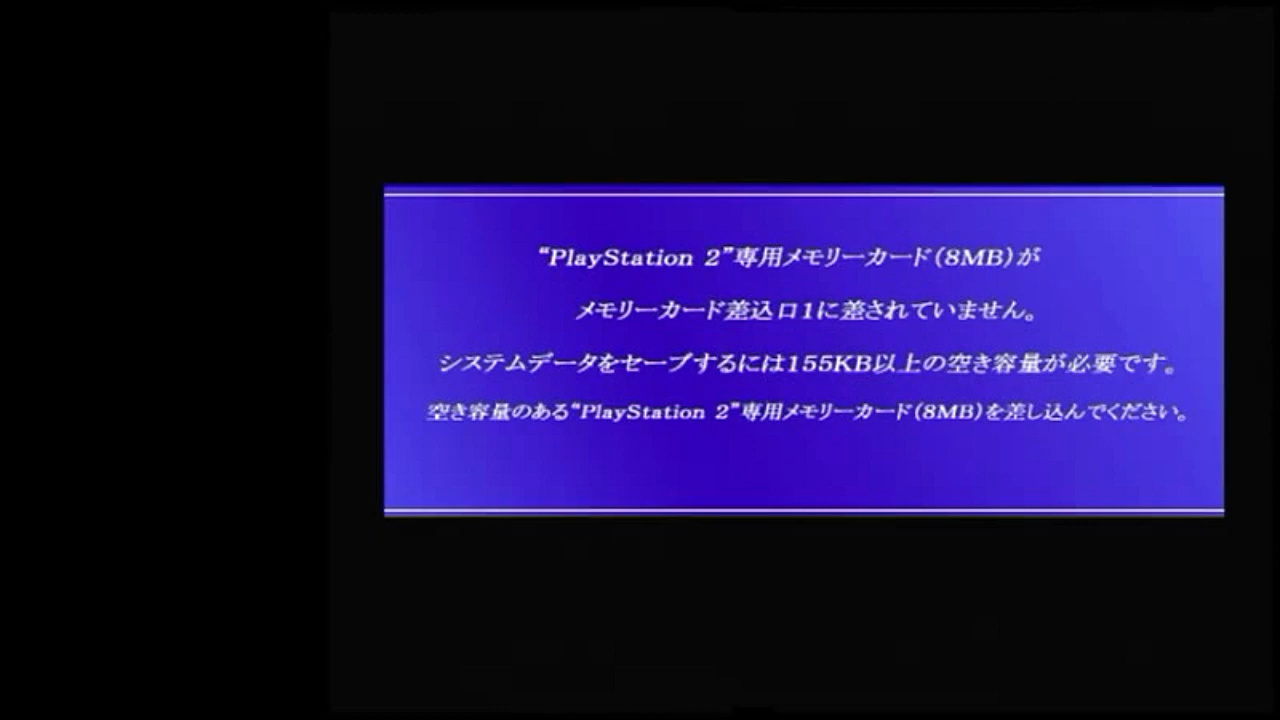 “PlayStation 2”専用メモリーカード(8MB)が
メモリーカード差込口1に差されていません。
システムデータをセーブするには155KB以上の空き容量が必要です。
空き容量のある“PlayStation 2”専用メモリーカード(8MB)を差し込んでください。